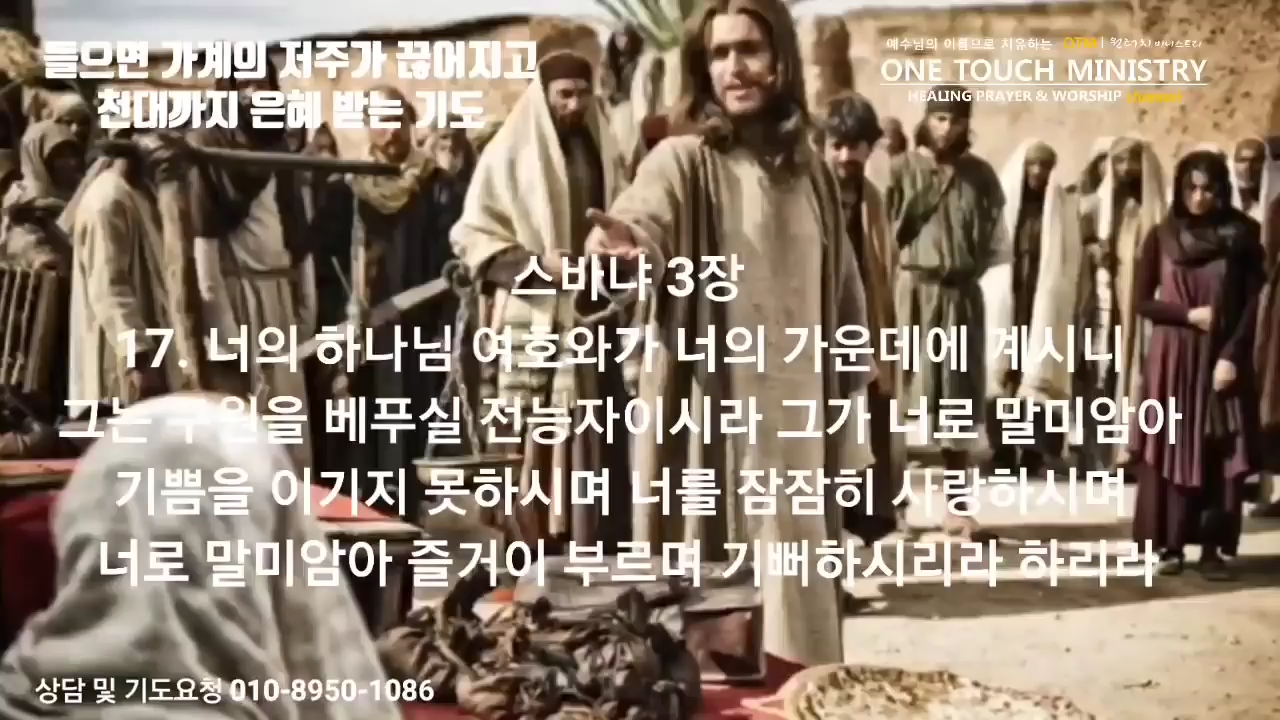 들으면 가계의 저주가 끊어지고
천대까지 은혜 받는 기도
예수님의 이름으로 치유하는 OTM | 원터치 미니스트리
ONE TOUCH MINISTRY
HEALING PRAYER & WORSHIP
스바냐 3장
17. 너의 하나님 여호와가 너의 가운데에 계시니
그는 구원을 베푸실 전능자이시라 그가 너로 말미암아
기쁨을 이기지 못하시며 너를 잠잠히 사랑하시며
너로 말미암아 즐거이 부르며 기뻐하시리라 하리라
상담 및 기도요청 010-8950-1086